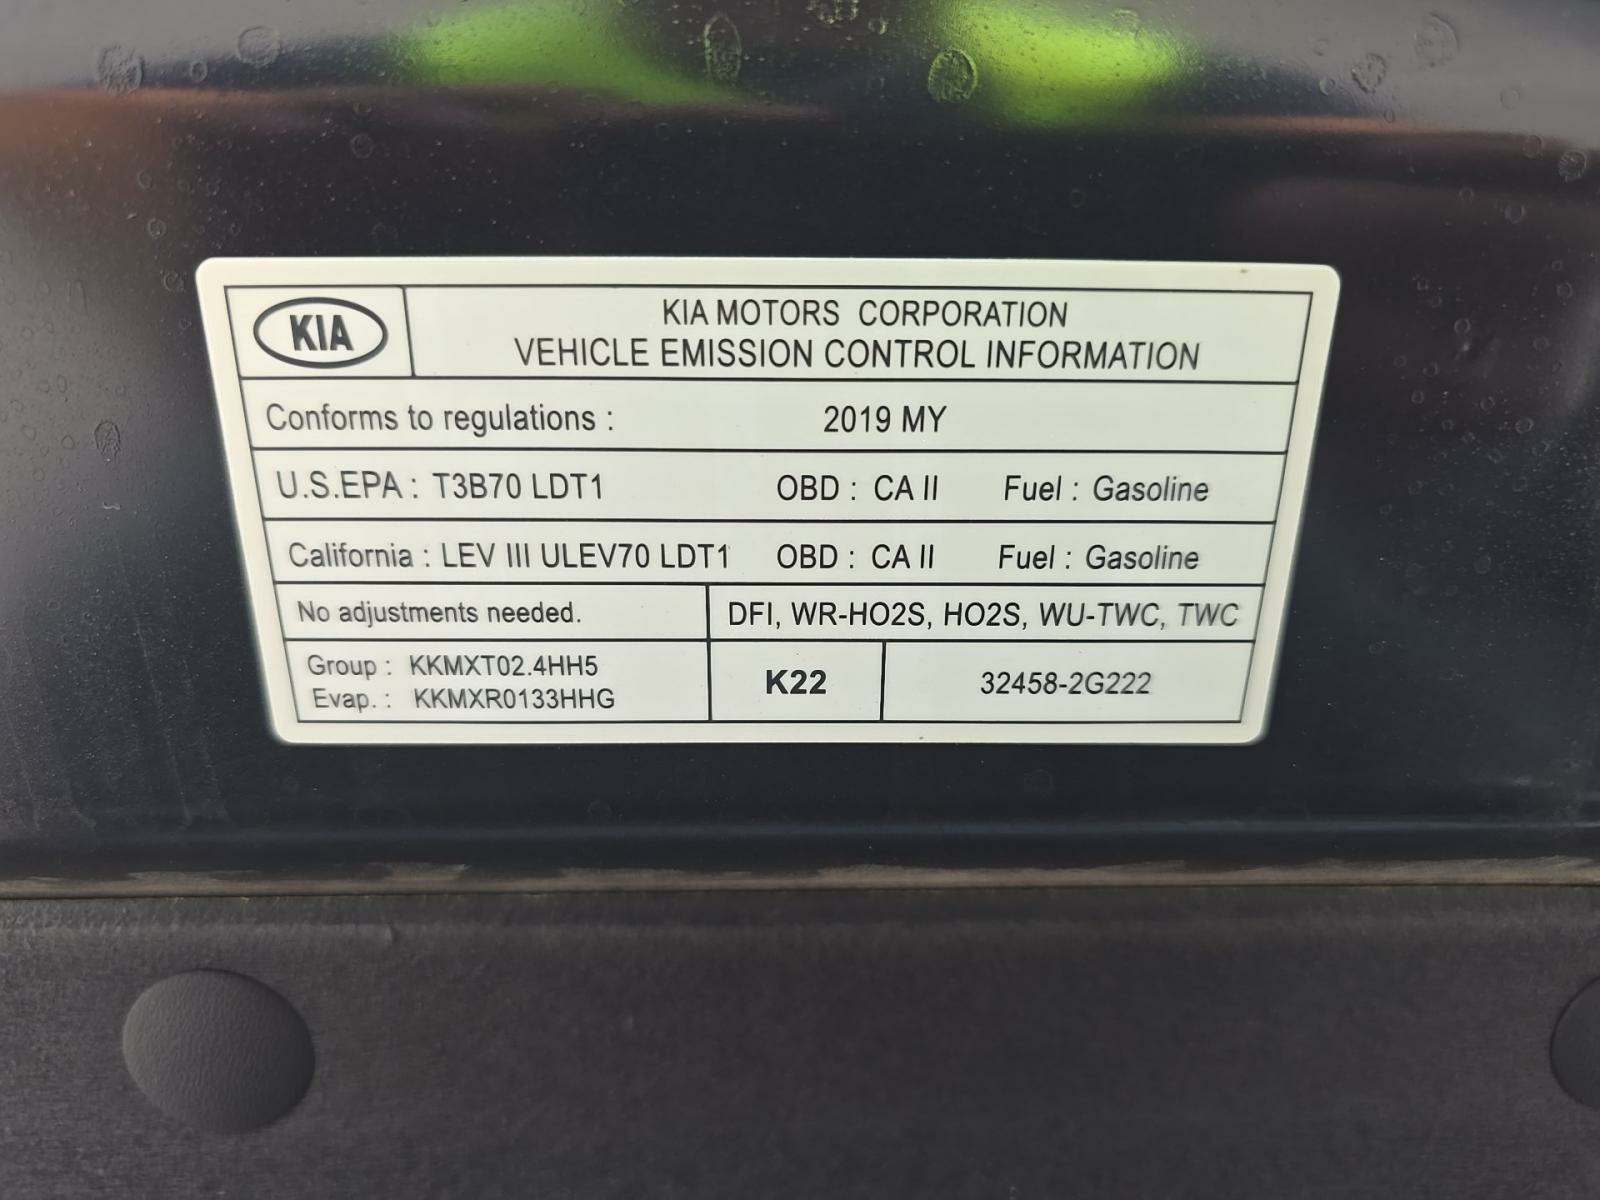 KIA
KIA MOTORS CORPORATION
VEHICLE EMISSION CONTROL INFORMATION
Conforms to regulations : 2019 MY
U.S.EPA : T3B70 LDT1 OBD : CA II Fuel : Gasoline
California : LEV III ULEV70 LDT1 OBD : CA II Fuel : Gasoline
No adjustments needed. DFI, WR-HO2S, HO2S, WU-TWC, TWC
Group : KKMXT02.4HH5
Evap. : KKMXR0133HHG
K22
32458-2G222